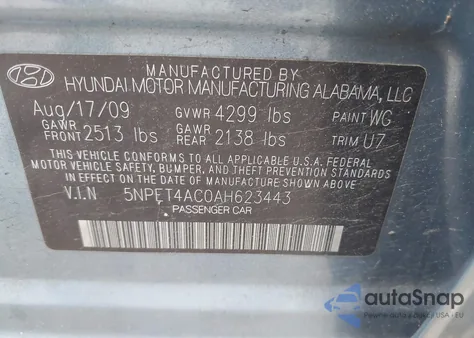 MANUFACTURED BY
HYUNDAI MOTOR MANUFACTURING ALABAMA, LLC
Aug/17/09 GVWR 4299 lbs PAINT WC
GAWR FRONT 2513 lbs GAWR REAR 2138 lbs TRIM U7
THIS VEHICLE CONFORMS TO ALL APPLICABLE U.S.A. FEDERAL
MOTOR VEHICLE SAFETY, BUMPER, AND THEFT PREVENTION
STANDARDS IN EFFECT ON THE DATE OF MANUFACTURE SHOWN ABOVE.
V.I.N 5NPET4AC0AH623443
PASSENGER CAR
autoSnap